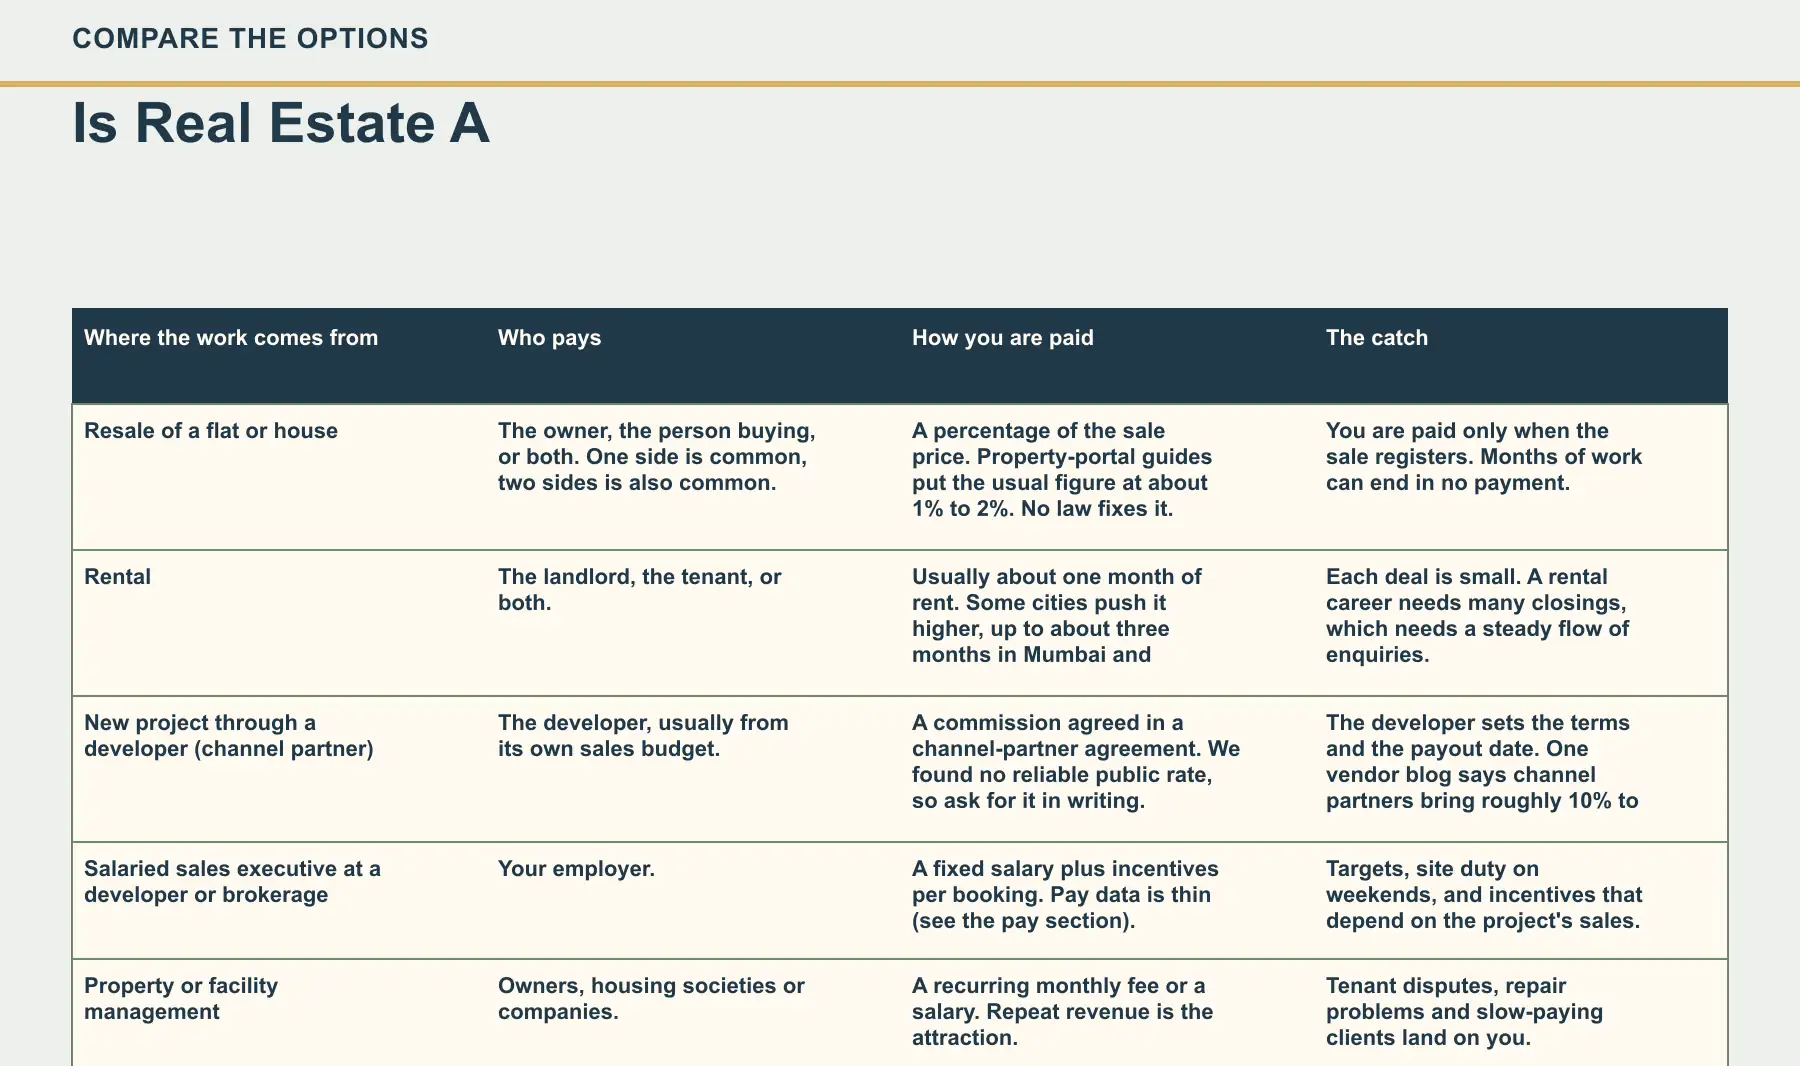 COMPARE THE OPTIONS
Is Real Estate A
Where the work comes from
Who pays
How you are paid
The catch
Resale of a flat or house
The owner, the person buying,
or both. One side is common,
two sides is also common.
A percentage of the sale
price. Property-portal guides
put the usual figure at about
1% to 2%. No law fixes it.
You are paid only when the
sale registers. Months of work
can end in no payment.
Rental
The landlord, the tenant, or
both.
Usually about one month of
rent. Some cities push it
higher, up to about three
months in Mumbai and
Each deal is small. A rental
career needs many closings,
which needs a steady flow of
enquiries.
New project through a
developer (channel partner)
The developer, usually from
its own sales budget.
A commission agreed in a
channel-partner agreement. We
found no reliable public rate,
so ask for it in writing.
The developer sets the terms
and the payout date. One
vendor blog says channel
partners bring roughly 10% to
Salaried sales executive at a
developer or brokerage
Your employer.
A fixed salary plus incentives
per booking. Pay data is thin
(see the pay section).
Targets, site duty on
weekends, and incentives that
depend on the project's sales.
Property or facility
management
Owners, housing societies or
companies.
A recurring monthly fee or a
salary. Repeat revenue is the
attraction.
Tenant disputes, repair
problems and slow-paying
clients land on you.